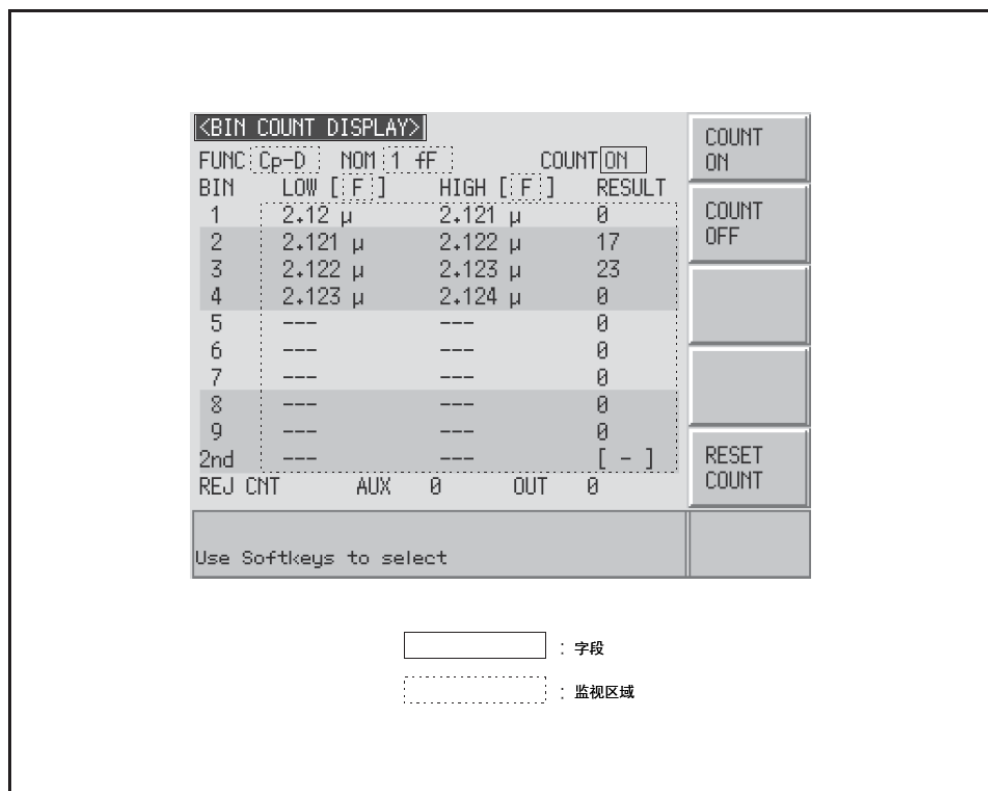 <BIN COUNT DISPLAY>
FUNC Cp-D NOM 1 fF COUNT ON
BIN LOW [ F ] HIGH [ F ] RESULT
1 2.12 μ 2.121 μ 0
2 2.121 μ 2.122 μ 17
3 2.122 μ 2.123 μ 23
4 2.123 μ 2.124 μ 0
5 --- --- 0
6 --- --- 0
7 --- --- 0
8 --- --- 0
9 --- --- 0
2nd --- --- [ - ]
REJ CNT AUX 0 OUT 0
Use Softkeys to select
COUNT
ON
COUNT
OFF
RESET
COUNT
: 字段
: 监视区域